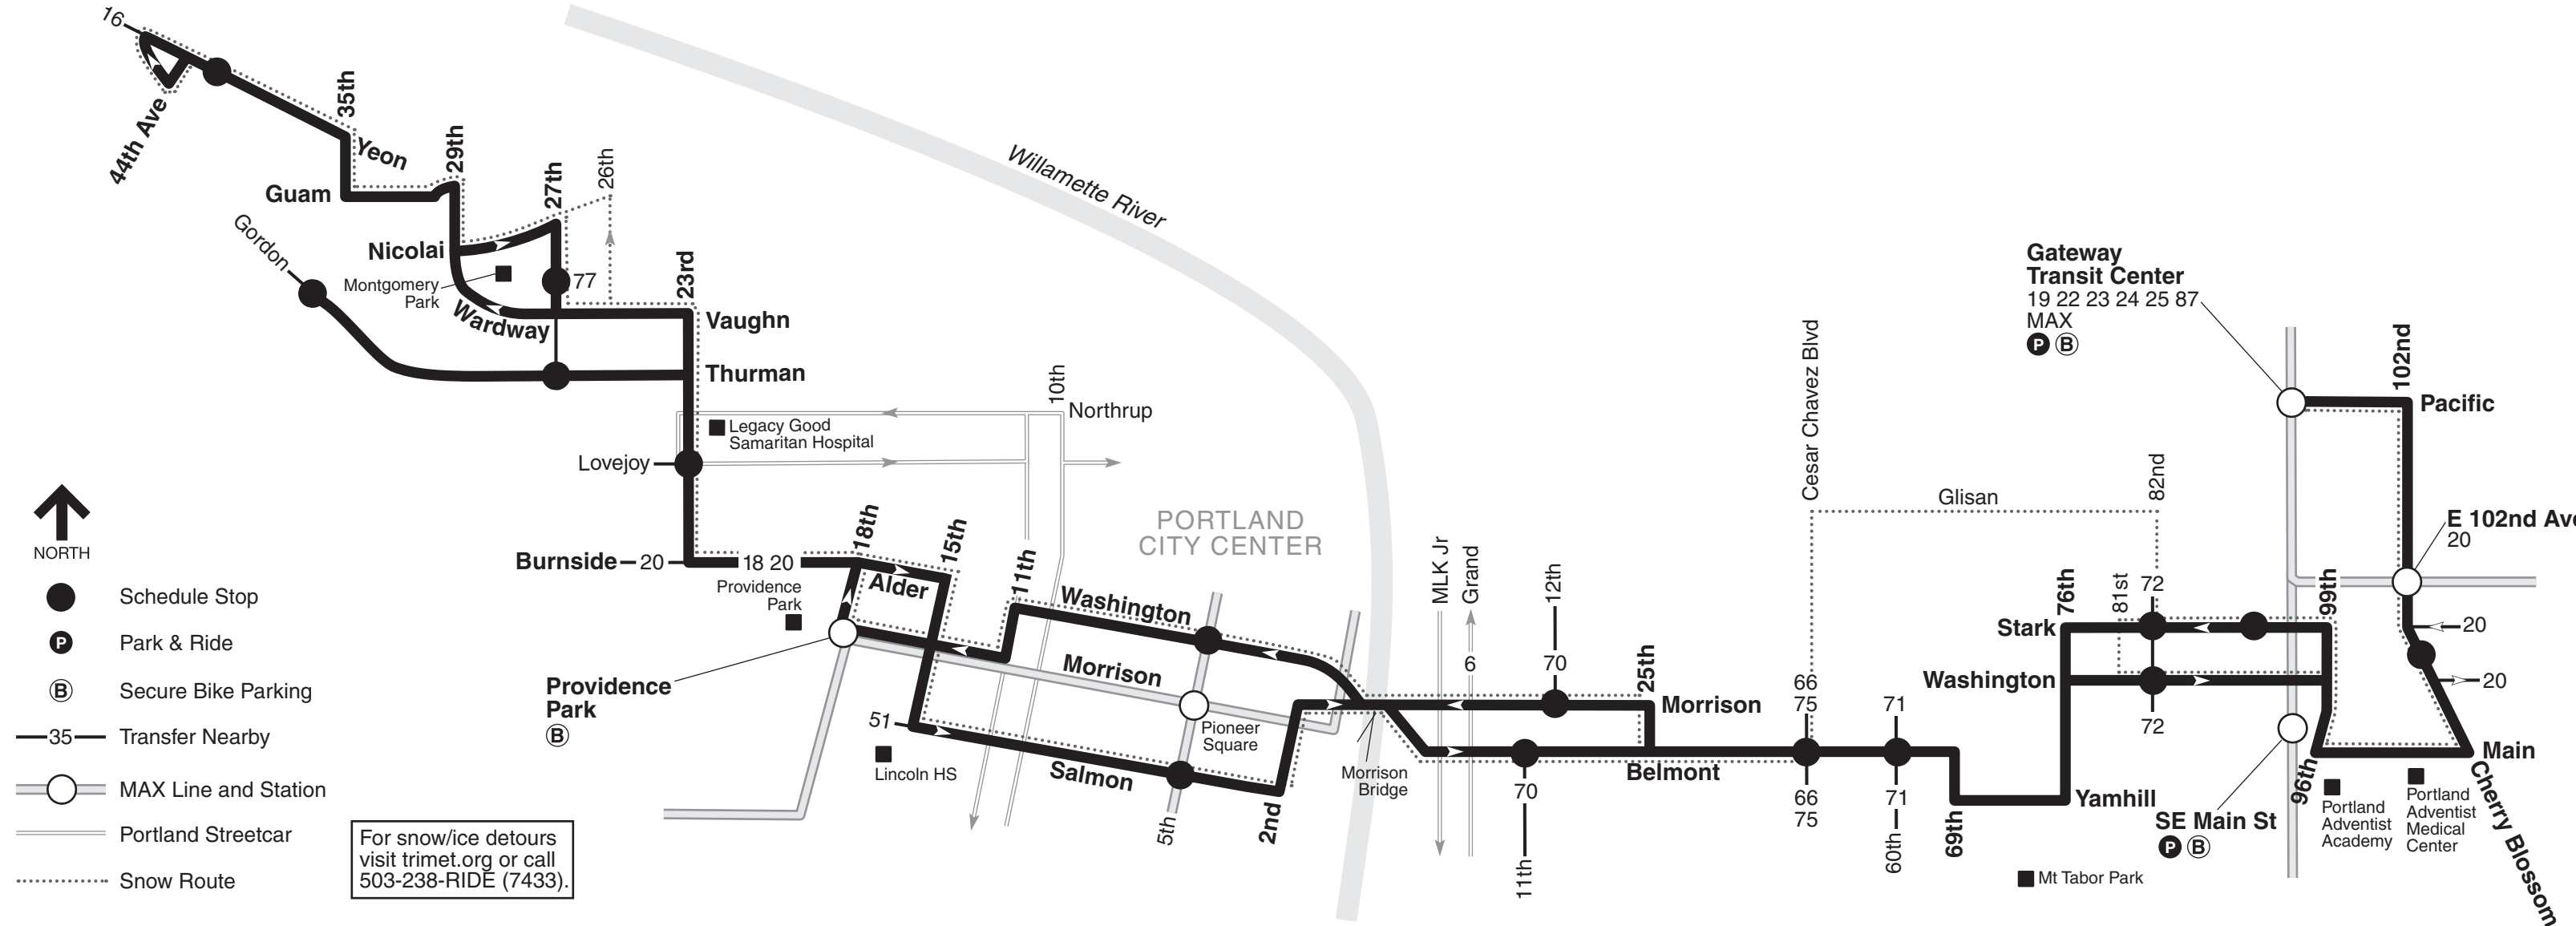 16
44th Ave
35th
Yeon
Guam
29th
27th
26th
Gordon
Nicolai
Montgomery
Park
77
Wardway
23rd
Vaughn
Thurman
Willamette River
10th
Northrup
Legacy Good
Samaritan Hospital
Lovejoy
NORTH
Schedule Stop
P
Park & Ride
B
Secure Bike Parking
35
Transfer Nearby
MAX Line and Station
Portland Streetcar
Snow Route
For snow/ice detours
visit trimet.org or call
503-238-RIDE (7433).
Burnside
20
18 20
Providence
Park
18th
Alder
15th
11th
Washington
PORTLAND
CITY CENTER
Providence
Park
B
Morrison
51
Lincoln HS
Salmon
Pioneer
Square
5th
2nd
Morrison
Bridge
MLK Jr
Grand
6
12th
70
25th
Morrison
Belmont
70
11th
Cesar Chavez Blvd
66
75
66
75
71
71
60th
69th
Yamhill
Glisan
82nd
76th
81st
72
Stark
Washington
72
99th
Gateway
Transit Center
19 22 23 24 25 87
MAX
P B
102nd
Pacific
E 102nd Ave
20
20
20
Main
96th
Cherry Blossom
SE Main St
P B
Portland
Adventist
Academy
Portland
Adventist
Medical
Center
Mt Tabor Park